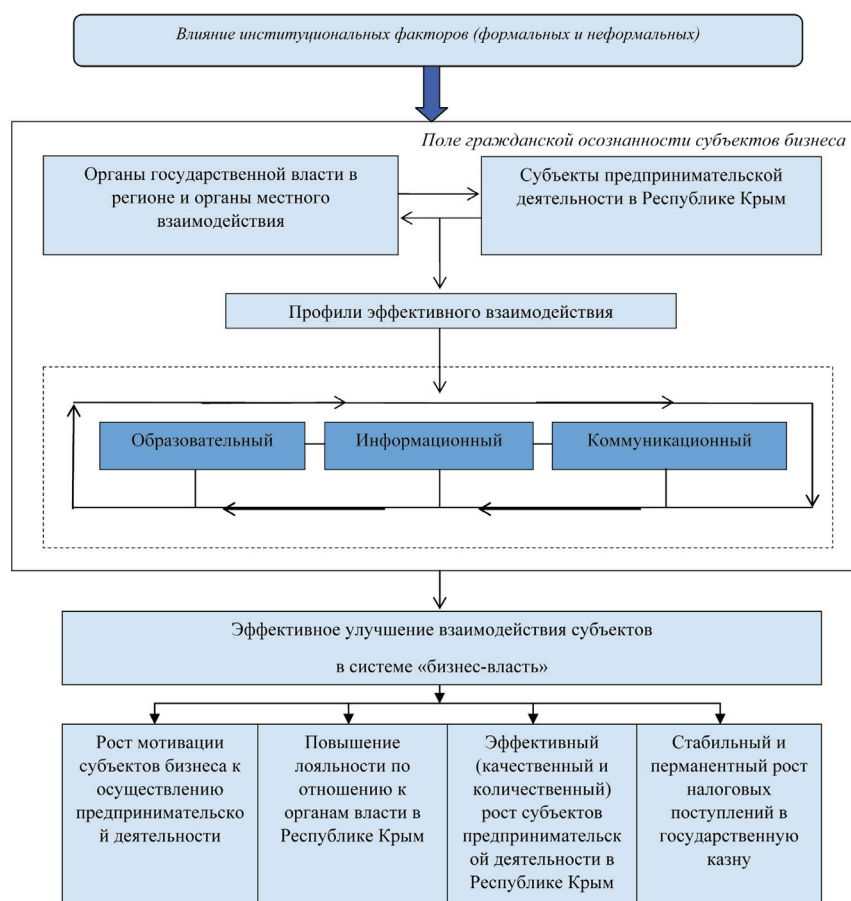 Влияние институциональных факторов (формальных и неформальных)
Поле гражданской осознанности субъектов бизнеса
Органы государственной власти в
регионе и органы местного
взаимодействия
Субъекты предпринимательской
деятельности в Республике Крым
Профили эффективного взаимодействия
Образовательный
Информационный
Коммуникационный
Эффективное улучшение взаимодействия субъектов
в системе «бизнес-власть»
Рост мотивации
субъектов бизнеса к
осуществлению
предпринимательско
й деятельности
Повышение
лояльности по
отношению к
органам власти в
Республике Крым
Эффективный
(качественный и
количественный)
рост субъектов
предпринимательск
ой деятельности в
Республике Крым
Стабильный и
перманентный рост
налоговых
поступлений в
государственную
казну